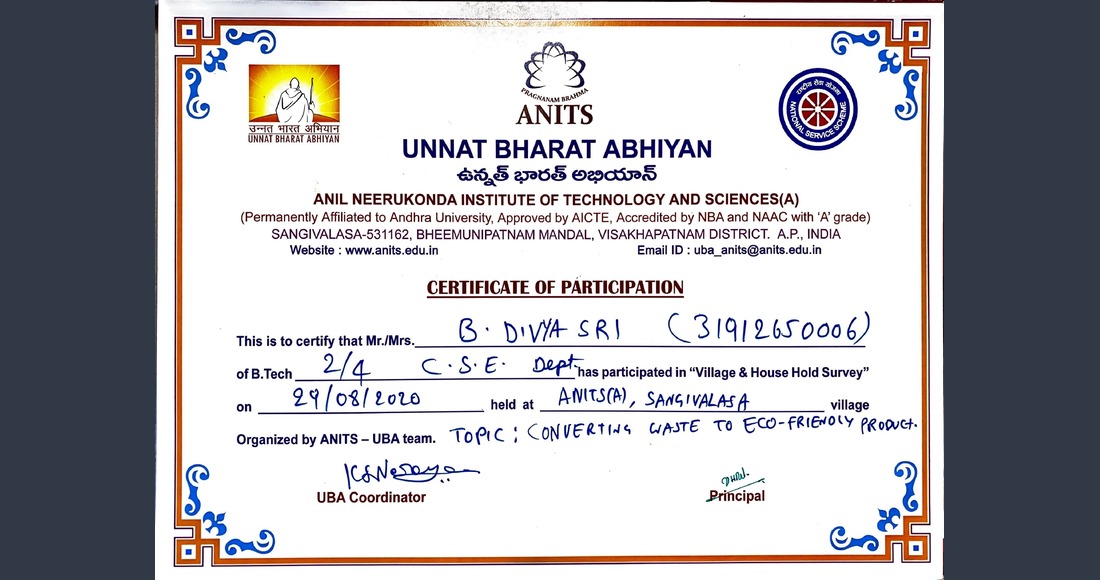 उन्नत भारत अभियान
UNNAT BHARAT ABHIYAN
PRAGNANAM BRAHMA
ANITS
राष्ट्रीय सेवा योजना
NATIONAL SERVICE SCHEME
UNNAT BHARAT ABHIYAN
ఉన్నత్ భారత్ అభియాన్
ANIL NEERUKONDA INSTITUTE OF TECHNOLOGY AND SCIENCES(A)
(Permanently Affiliated to Andhra University, Approved by AICTE, Accredited by NBA and NAAC with ‘A’ grade)
SANGIVALASA-531162, BHEEMUNIPATNAM MANDAL, VISAKHAPATNAM DISTRICT. A.P., INDIA
Website : www.anits.edu.in Email ID : uba_anits@anits.edu.in
CERTIFICATE OF PARTICIPATION
This is to certify that Mr./Mrs. B. DIVYA SRI (31912650006)
of B.Tech 2/4 C.S.E. Dept has participated in “Village & House Hold Survey”
on 29/08/2020 held at ANITS(A), SANGIVALASA village
Organized by ANITS – UBA team. TOPIC : CONVERTING WASTE TO ECO-FRIENDLY PRODUCT.
UBA Coordinator Principal